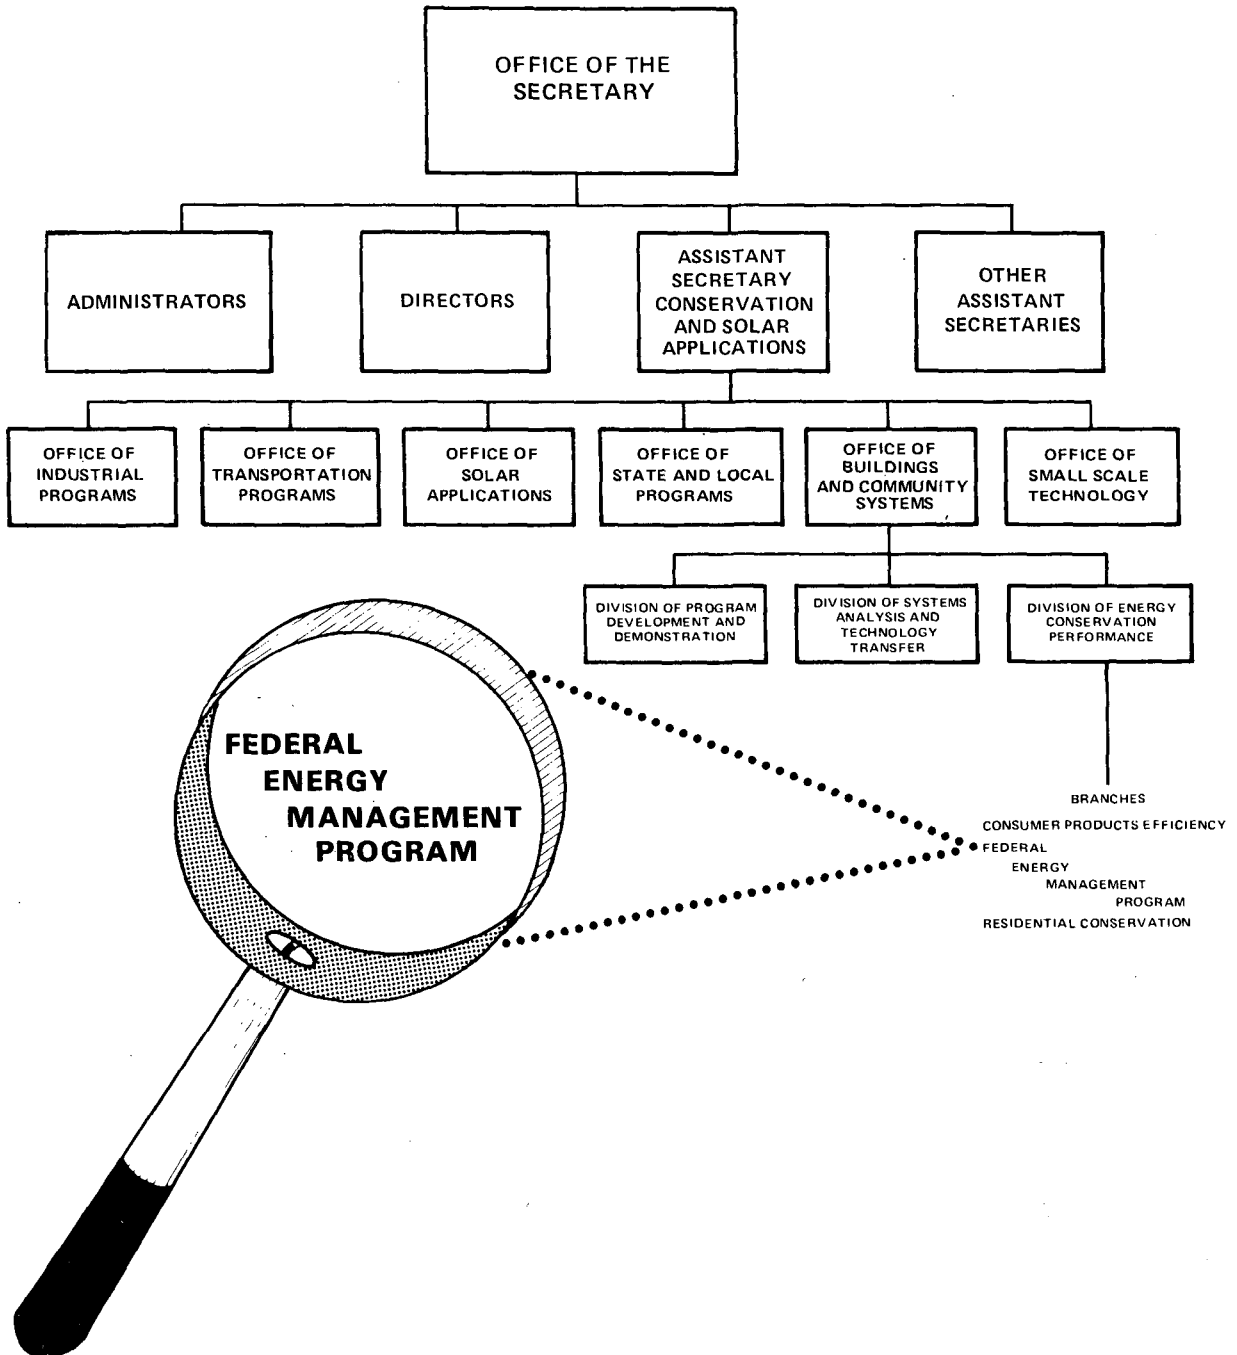 OFFICE OF THE
SECRETARY
ADMINISTRATORS
DIRECTORS
ASSISTANT
SECRETARY
CONSERVATION
AND SOLAR
APPLICATIONS
OTHER
ASSISTANT
SECRETARIES
OFFICE OF
INDUSTRIAL
PROGRAMS
OFFICE OF
TRANSPORTATION
PROGRAMS
OFFICE OF
SOLAR
APPLICATIONS
OFFICE OF
STATE AND LOCAL
PROGRAMS
OFFICE OF
BUILDINGS
AND COMMUNITY
SYSTEMS
OFFICE OF
SMALL SCALE
TECHNOLOGY
DIVISION OF PROGRAM
DEVELOPMENT AND
DEMONSTRATION
DIVISION OF SYSTEMS
ANALYSIS AND
TECHNOLOGY
TRANSFER
DIVISION OF ENERGY
CONSERVATION
PERFORMANCE
FEDERAL
ENERGY
MANAGEMENT
PROGRAM
BRANCHES
CONSUMER PRODUCTS EFFICIENCY
FEDERAL
ENERGY
MANAGEMENT
PROGRAM
RESIDENTIAL CONSERVATION